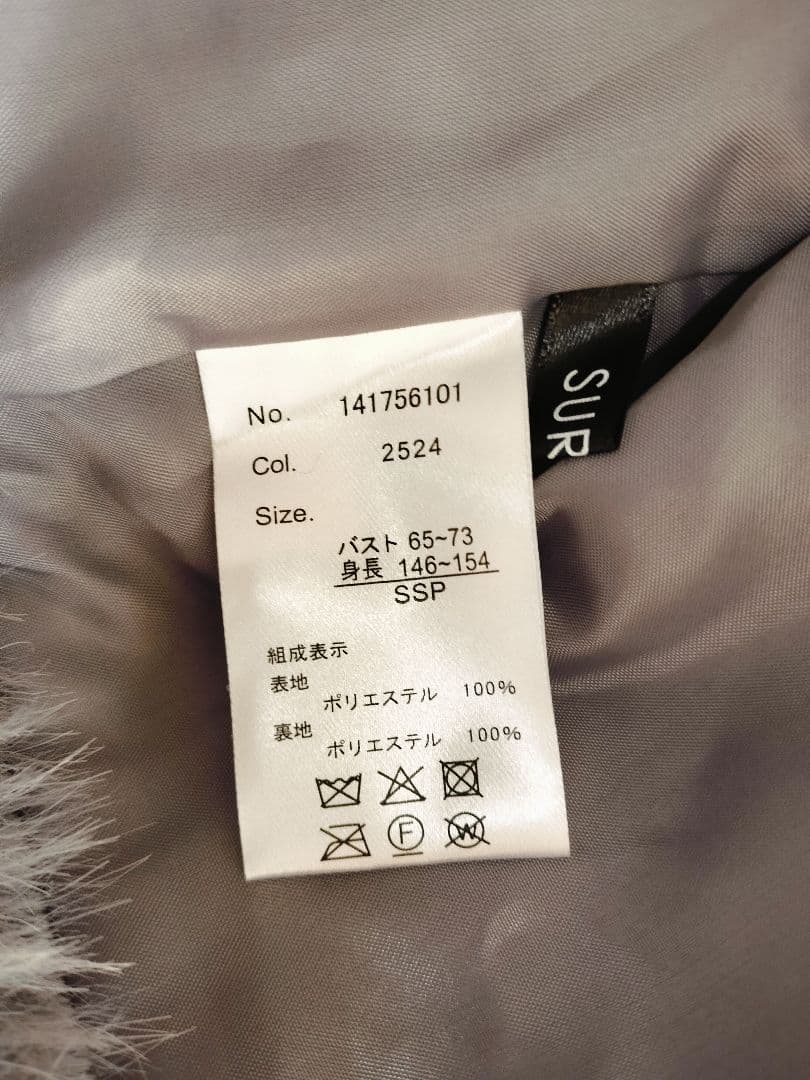 No. 141756101
Col. 2524
Size.
バスト 65~73
身長 146~154
SSP
組成表示
表地
ポリエステル 100%
裏地
ポリエステル 100%
F
W
SUR